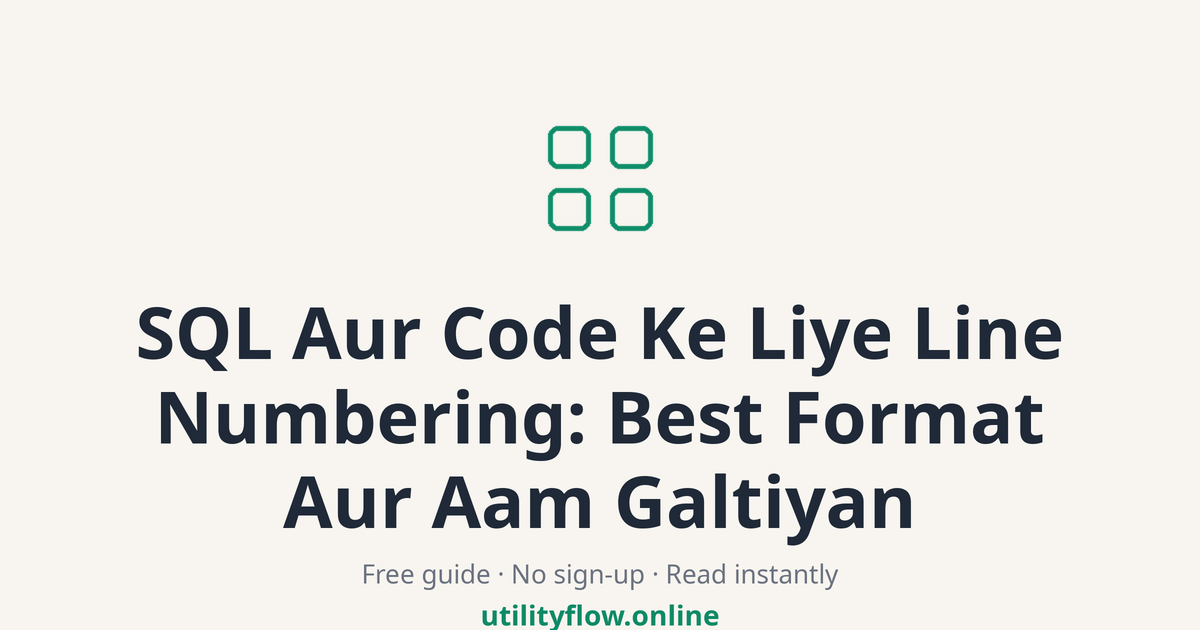 SQL Aur Code Ke Liye Line
Numbering: Best Format
Aur Aam Galtiyan
Free guide · No sign-up · Read instantly
utilityflow.online